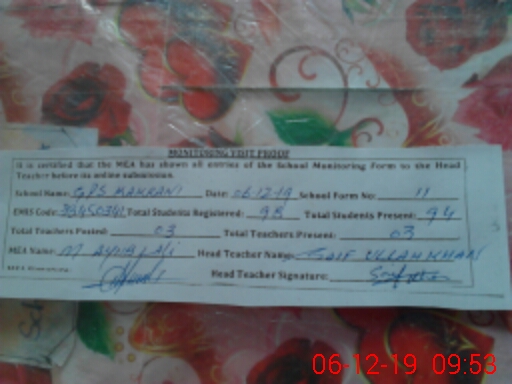 MONITORING VISIT PROOF
It is certified that the MEA has shown all entries of the School Monitoring Form to the Head
Teacher before its online submission.
School Name: GPS MAKRANI Date: 06.12.19 School Form No: 11
EMIS Code: Total Students Registered: 98 Total Students Present: 94
Total Teachers Posted: 03 Total Teachers Present: 03
MEA Name: M Ali Head Teacher Name: SAIF KHAN
MEA Signature: Head Teacher Signature:
06-12-19 09:53